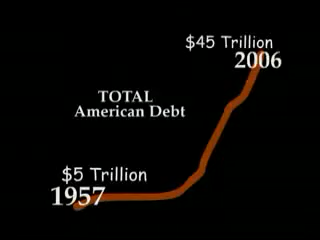 $45 Trillion
2006
TOTAL
American Debt
$5 Trillion
1957